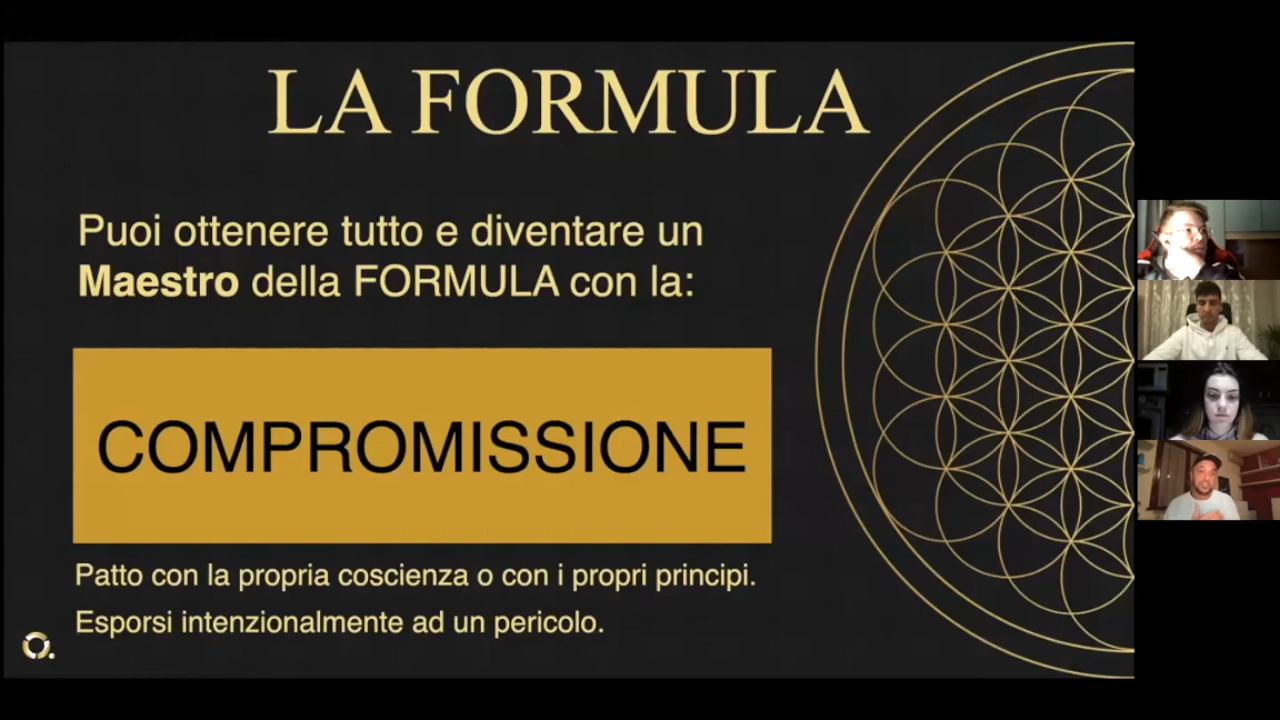 LA FORMULA
Puoi ottenere tutto e diventare un
Maestro della FORMULA con la:
COMPROMISSIONE
Patto con la propria coscienza o con i propri principi.
Esporsi intenzionalmente ad un pericolo.